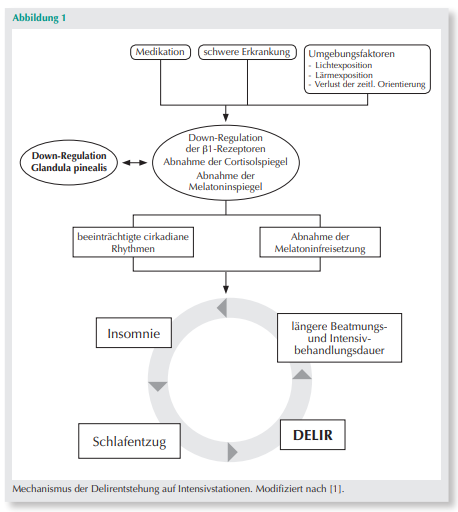 Abbildung 1
Medikation
schwere Erkrankung
Umgebungsfaktoren
- Lichtexposition
- Lärmexposition
- Verlust der zeitl. Orientierung
Down-Regulation
Glandula pinealis
Down-Regulation
der β1-Rezeptoren
Abnahme der Cortisolspiegel
Abnahme der
Melatoninspiegel
beeinträchtigte cirkadiane
Rhythmen
Abnahme der
Melatoninfreisetzung
Insomnie
längere Beatmungs-
und Intensiv-
behandlungsdauer
Schlafentzug
DELIR
Mechanismus der Delirentstehung auf Intensivstationen. Modifiziert nach [1].